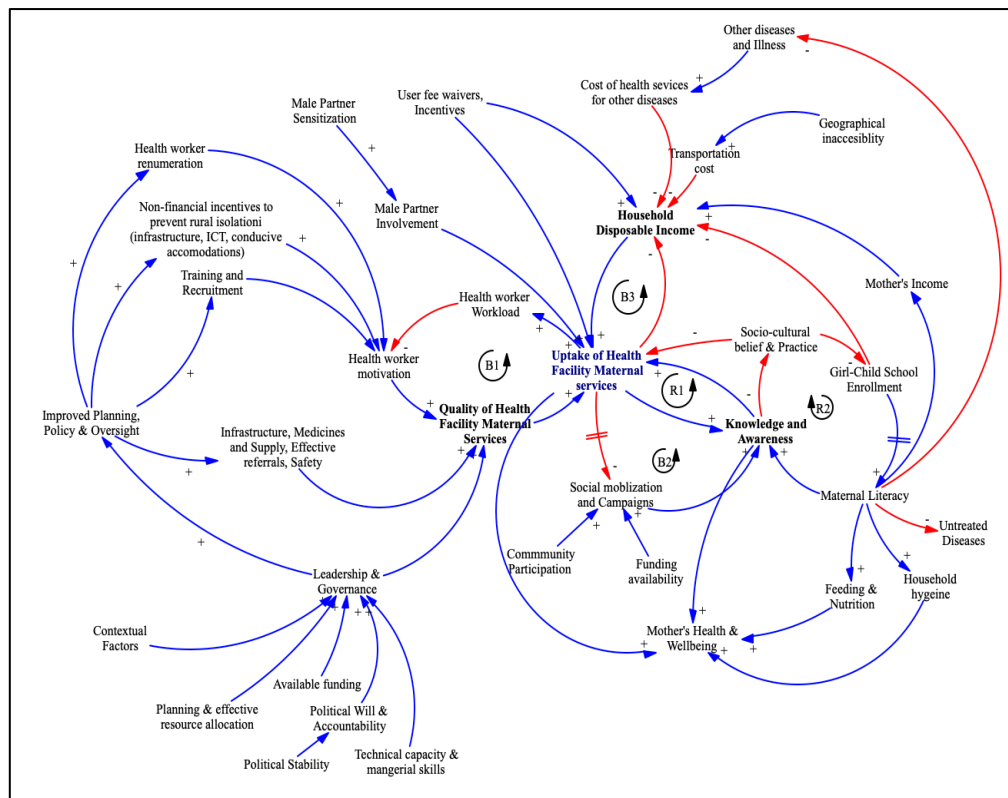 Other diseases
and Illness
Cost of health sevices
for other diseases
User fee waivers,
Incentives
Male Partner
Sensitization
Geographical
inaccesiblity
Health worker
renumeration
Transportation
cost
Non-financial incentives to
prevent rural isolationi
(infrastructure, ICT, conducive
accomodations)
Male Partner
Involvement
Household
Disposable Income
Training and
Recruitment
Mother's Income
Health worker
Workload
B3
Socio-cultural
belief & Practice
Health worker
motivation
B1
Uptake of Health
Facility Maternal
services
Girl-Child School
Enrollment
R1
R2
Improved Planning,
Policy & Oversight
Quality of Health
Facility Maternal
Services
Knowledge and
Awareness
Infrastructure, Medicines
and Supply, Effective
referrals, Safety
B2
Social moblization
and Campaigns
Maternal Literacy
Untreated
Diseases
Commmunity
Participation
Funding
availability
Leadership &
Governance
Feeding &
Nutrition
Household
hygeine
Contextual
Factors
Mother's Health &
Wellbeing
Available funding
Planning & effective
resource allocation
Political Will &
Accountability
Political Stability
Technical capacity &
mangerial skills